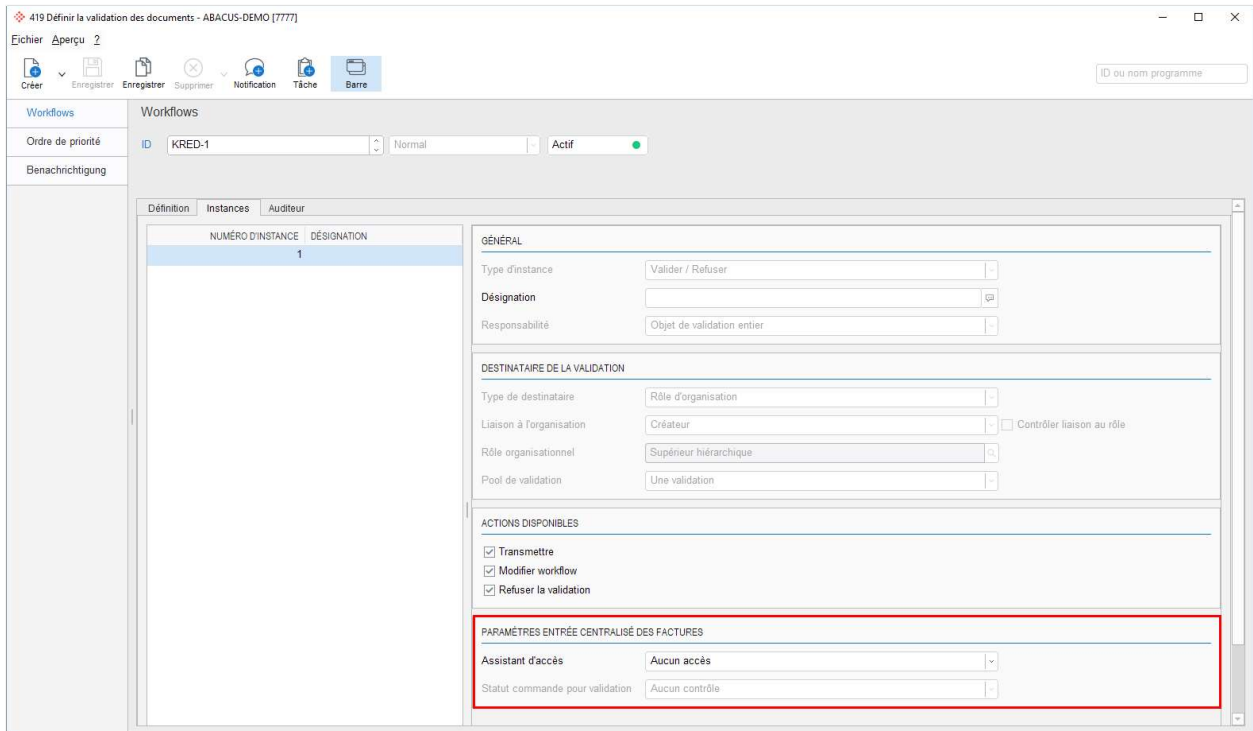 419 Définir la validation des documents - ABACUS-DEMO [7777]
Fichier Aperçu ?
Créer Enregistrer Enregistrer Supprimer Notification Tâche Barre
ID ou nom programme
Workflows
Ordre de priorité
Benachrichtigung
Workflows
ID KRED-1 Normal Actif
Définition Instances Auditeur
NUMÉRO D'INSTANCE DÉSIGNATION
1
GÉNÉRAL
Type d'instance Valider / Refuser
Désignation
Responsabilité Objet de validation entier
DESTINATAIRE DE LA VALIDATION
Type de destinataire Rôle d'organisation
Liaison à l'organisation Créateur Contrôler liaison au rôle
Rôle organisationnel Supérieur hiérarchique
Pool de validation Une validation
ACTIONS DISPONIBLES
Transmettre
Modifier workflow
Refuser la validation
PARAMÈTRES ENTRÉE CENTRALISÉ DES FACTURES
Assistant d'accès Aucun accès
Statut commande pour validation Aucun contrôle